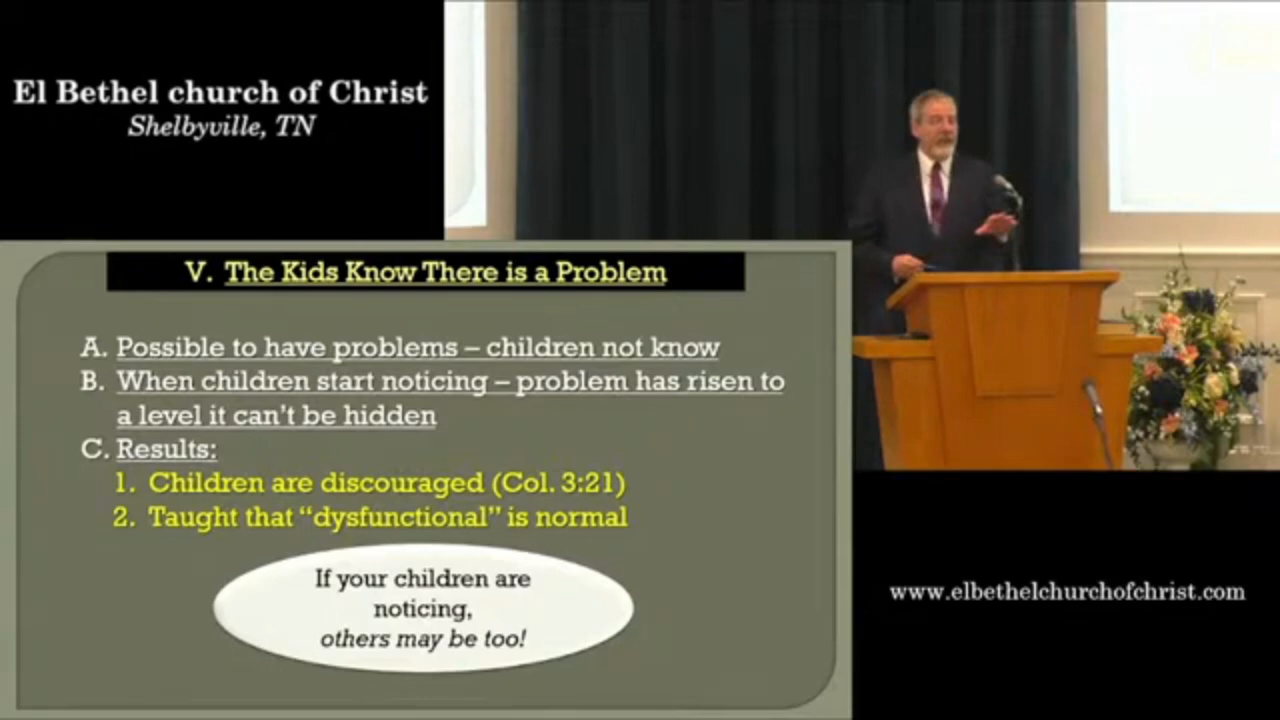 El Bethel church of Christ
Shelbyville, TN
V. The Kids Know There is a Problem
A. Possible to have problems – children not know
B. When children start noticing – problem has risen to
a level it can't be hidden
C. Results:
1. Children are discouraged (Col. 3:21)
2. Taught that “dysfunctional” is normal
If your children are
noticing,
others may be too!
www.elbethelchurchofchrist.com